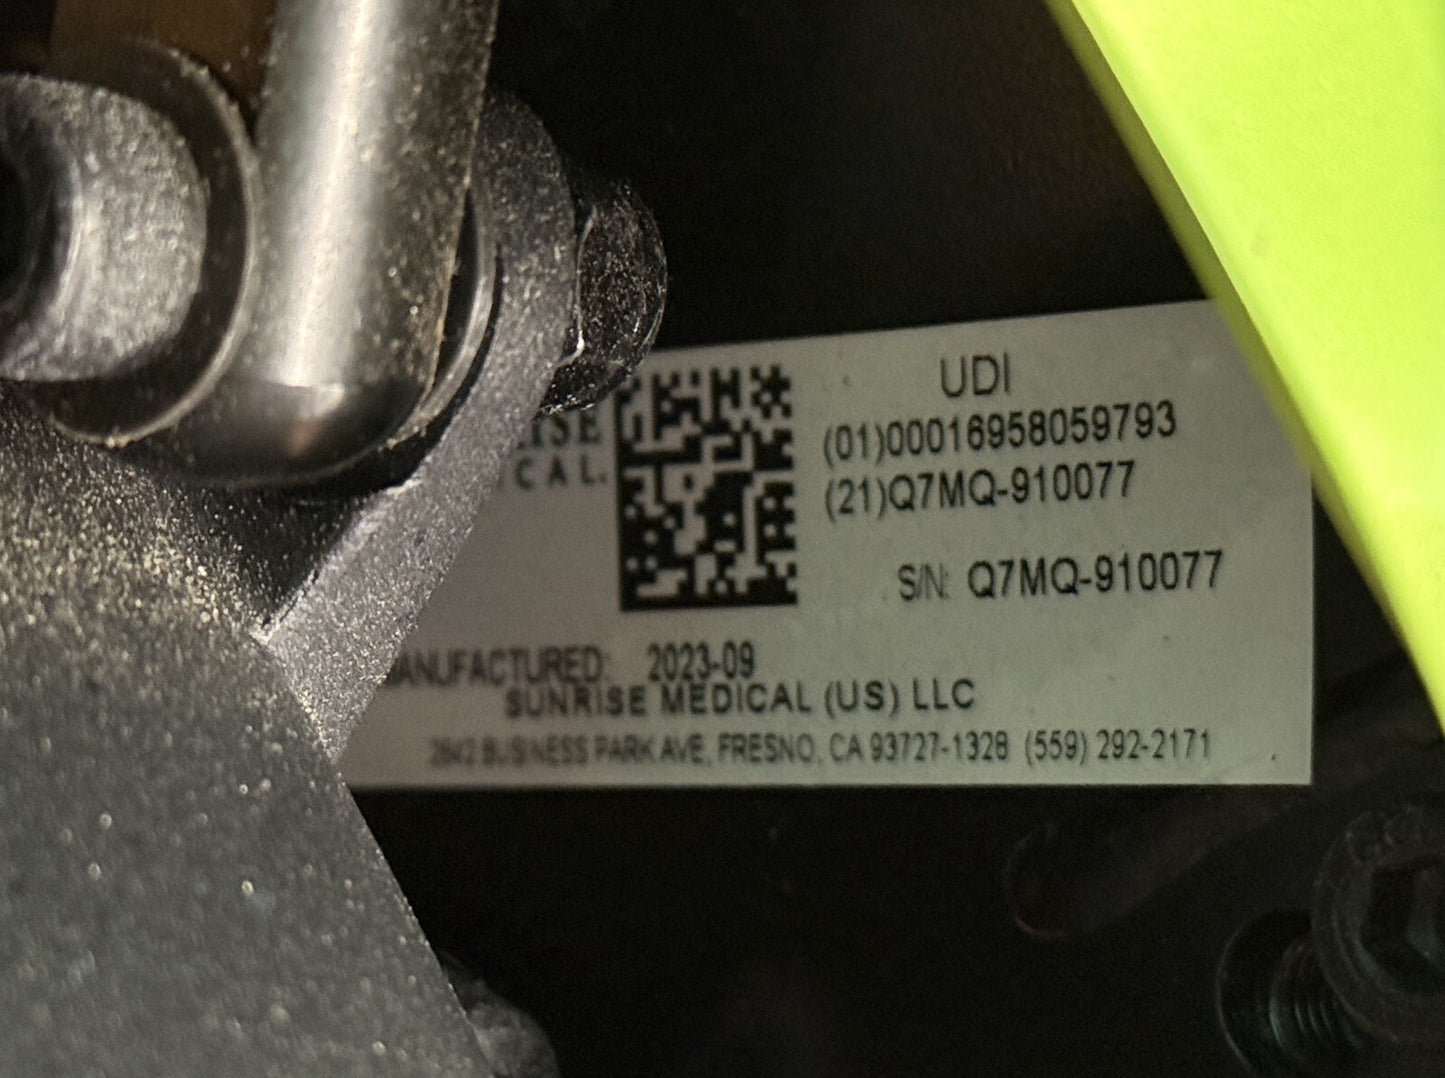 UDI
(01)00016958059793
(21)Q7MQ-910077
S/N: Q7MQ-910077
MANUFACTURED: 2023-09
SUNRISE MEDICAL (US) LLC
2842 BUSINESS PARK AVE, FRESNO, CA 93727-1328 (559) 292-2171